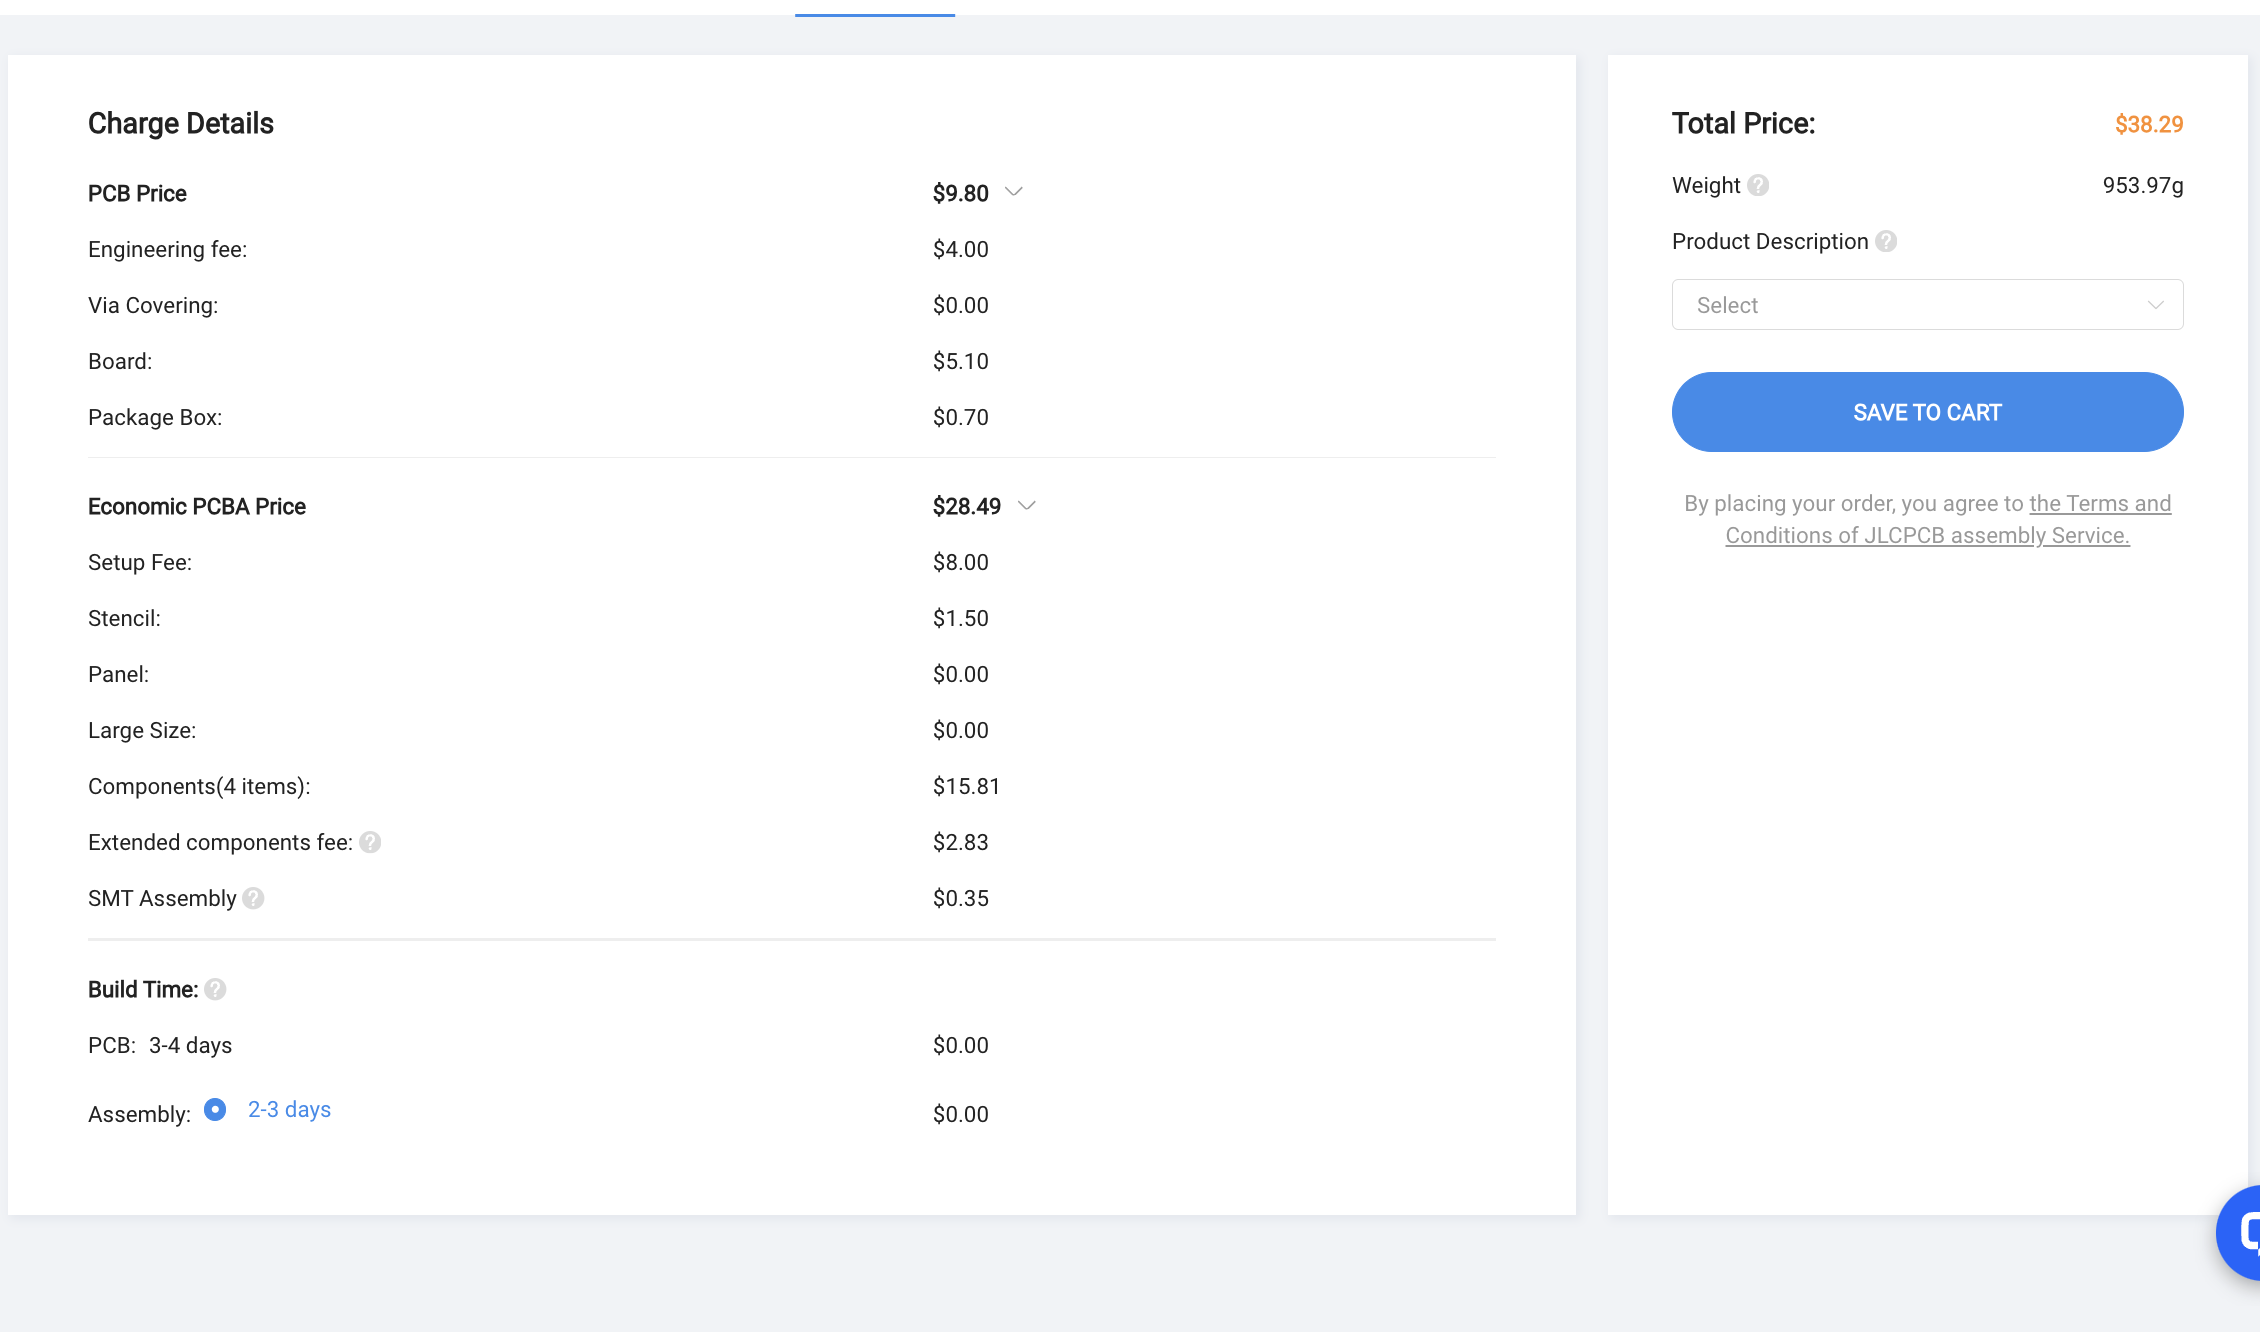 Charge Details
PCB Price $9.80
Engineering fee: $4.00
Via Covering: $0.00
Board: $5.10
Package Box: $0.70
Economic PCBA Price $28.49
Setup Fee: $8.00
Stencil: $1.50
Panel: $0.00
Large Size: $0.00
Components(4 items): $15.81
Extended components fee: ? $2.83
SMT Assembly ? $0.35
Build Time: ?
PCB: 3-4 days $0.00
Assembly: 2-3 days $0.00
Total Price: $38.29
Weight ? 953.97g
Product Description ?
Select
SAVE TO CART
By placing your order, you agree to the Terms and
Conditions of JLCPCB assembly Service.